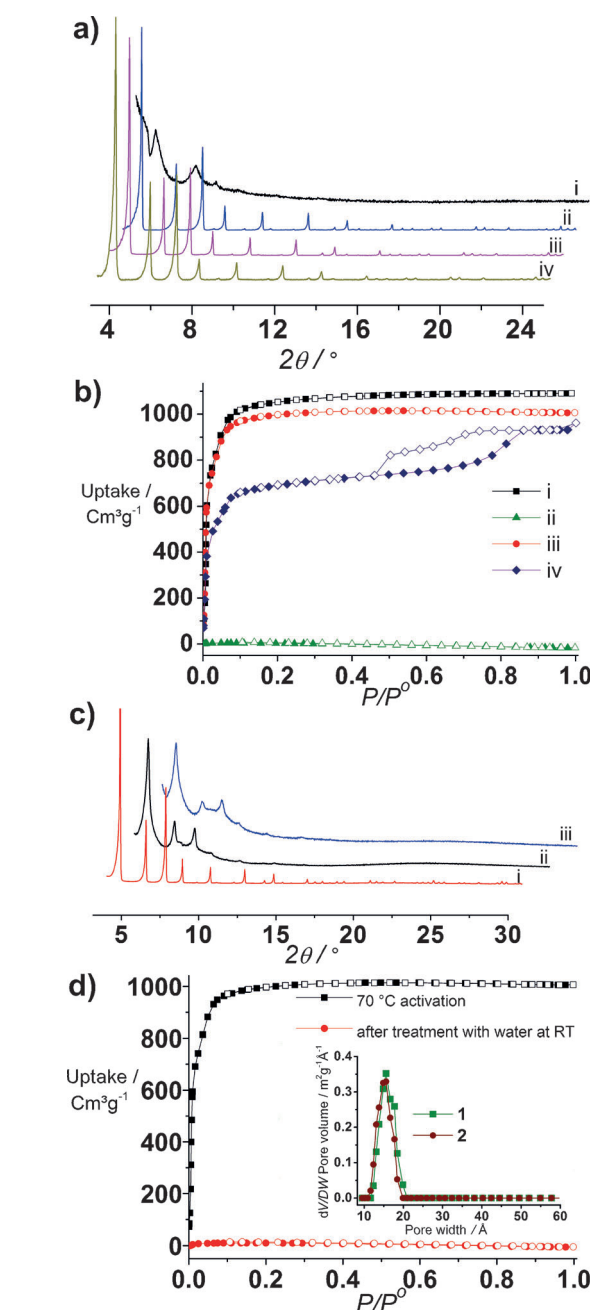 a)
i
ii
iii
iv
4 8 12 16 20 24
2θ / °
b)
1000
800
Uptake / 600
Cm³g⁻¹
400
200
0
i
ii
iii
iv
0.0 0.2 0.4 0.6 0.8 1.0
P/Pᴼ
c)
iii
ii
i
5 10 15 20 25 30
2θ / °
d)
1000
800
Uptake /
Cm³g⁻¹
600
400
200
0
70 °C activation
after treatment with water at RT
dV/DW Pore volume / m²g⁻¹Å⁻¹
0.4
0.3
0.2
0.1
0.0
1
2
10 20 30 40 50 60
Pore width / Å
0.0 0.2 0.4 0.6 0.8 1.0
P/Pᴼ